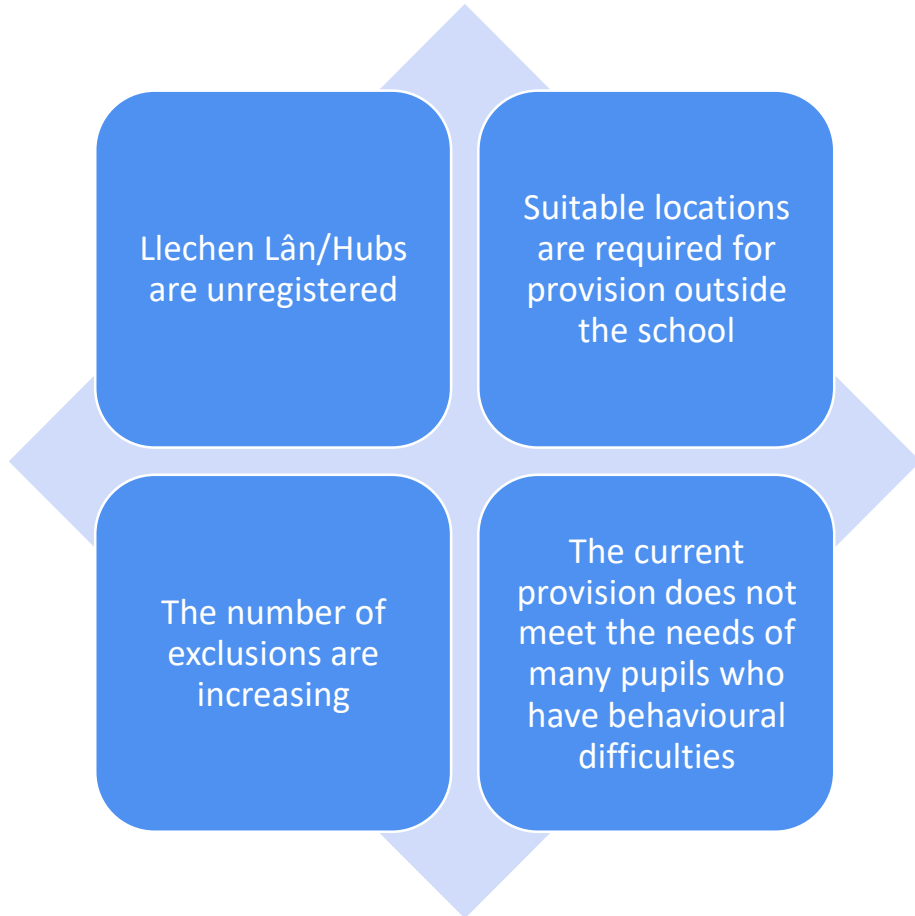 Llechen Lân/Hubs
are unregistered
Suitable locations
are required for
provision outside
the school
The number of
exclusions are
increasing
The current
provision does not
meet the needs of
many pupils who
have behavioural
difficulties